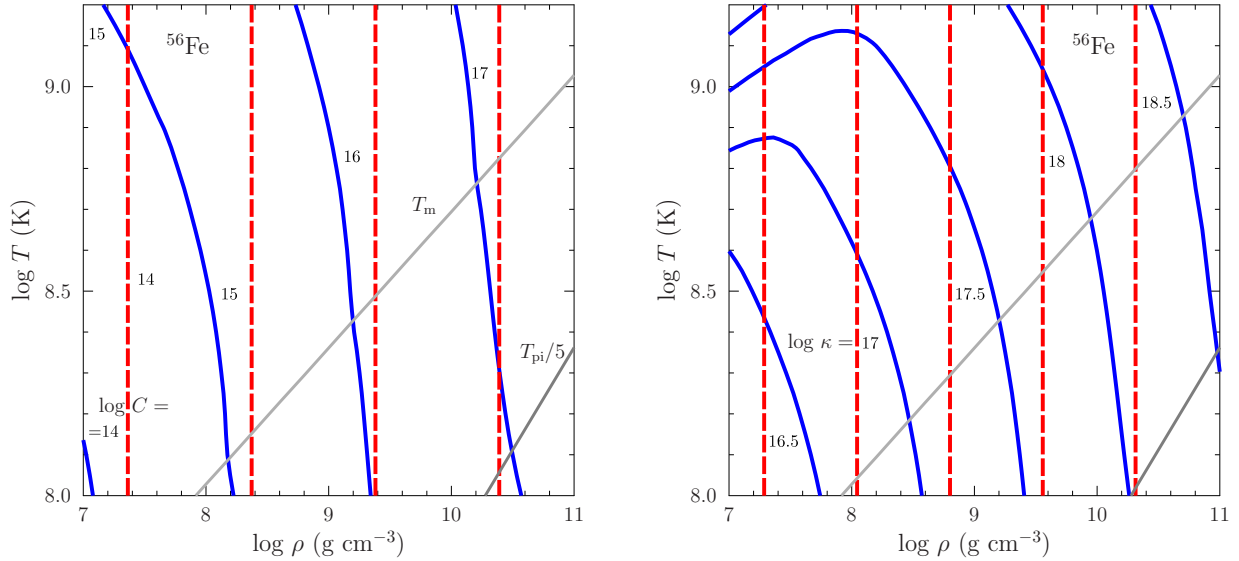 15
⁵⁶Fe
17
16
T_m
14
15
T_pi/5
log C =
=14
9.0
8.5
8.0
7
8
9
10
11
log T (K)
log ρ (g cm⁻³)
⁵⁶Fe
18.5
18
17.5
log κ = 17
16.5
9.0
8.5
8.0
7
8
9
10
11
log T (K)
log ρ (g cm⁻³)